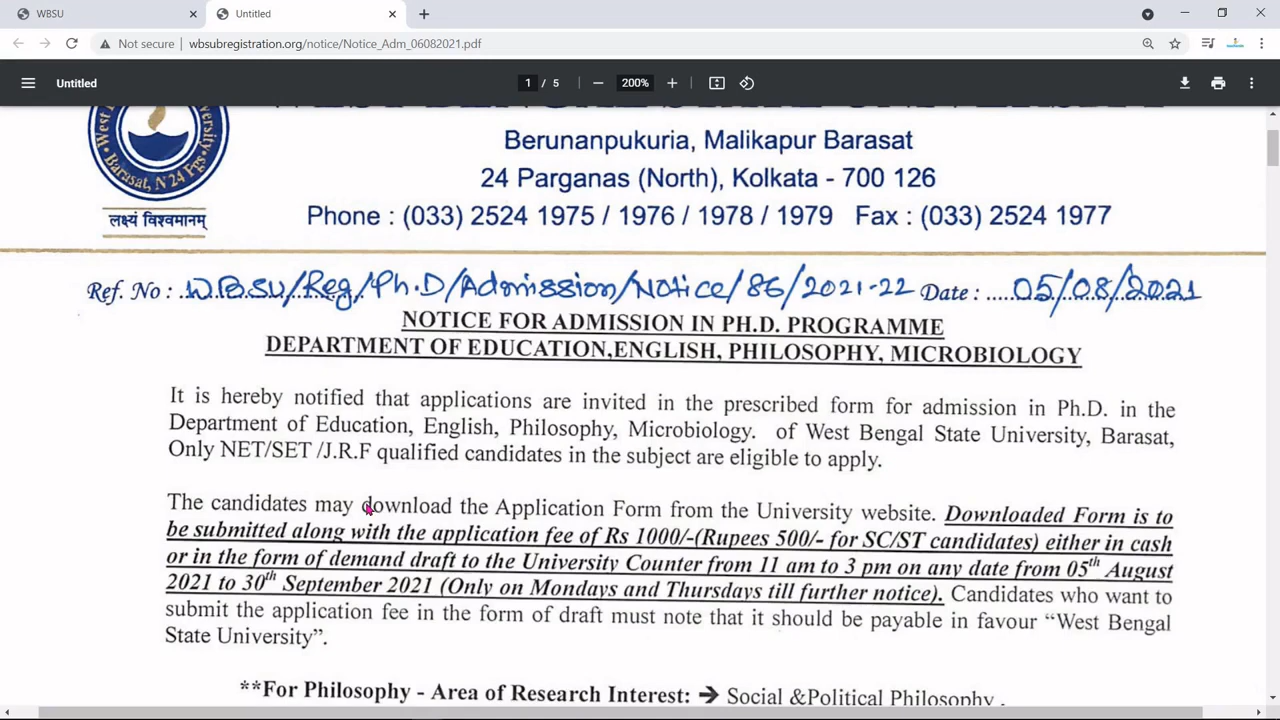 WBSU
Untitled
Not secure
wbsubregistration.org/notice/Notice_Adm_06082021.pdf
Untitled
1 / 5
200%
Barasat, N 24 Pgs
लक्ष्यं विश्वमानम्
Berunanpukuria, Malikapur Barasat
24 Parganas (North), Kolkata - 700 126
Phone : (033) 2524 1975 / 1976 / 1978 / 1979 Fax : (033) 2524 1977
Ref. No : WBSU/Reg/Ph.D/Admission/Notice/86/2021-22 Date : 05/08/2021
NOTICE FOR ADMISSION IN PH.D. PROGRAMME
DEPARTMENT OF EDUCATION,ENGLISH, PHILOSOPHY, MICROBIOLOGY
It is hereby notified that applications are invited in the prescribed form for admission in Ph.D. in the
Department of Education, English, Philosophy, Microbiology. of West Bengal State University, Barasat,
Only NET/SET /J.R.F qualified candidates in the subject are eligible to apply.
The candidates may download the Application Form from the University website. Downloaded Form is to
be submitted along with the application fee of Rs 1000/-(Rupees 500/- for SC/ST candidates) either in cash
or in the form of demand draft to the University Counter from 11 am to 3 pm on any date from 05th August
2021 to 30th September 2021 (Only on Mondays and Thursdays till further notice). Candidates who want to
submit the application fee in the form of draft must note that it should be payable in favour “West Bengal
State University”.
**For Philosophy - Area of Research Interest: → Social &Political Philosophy .